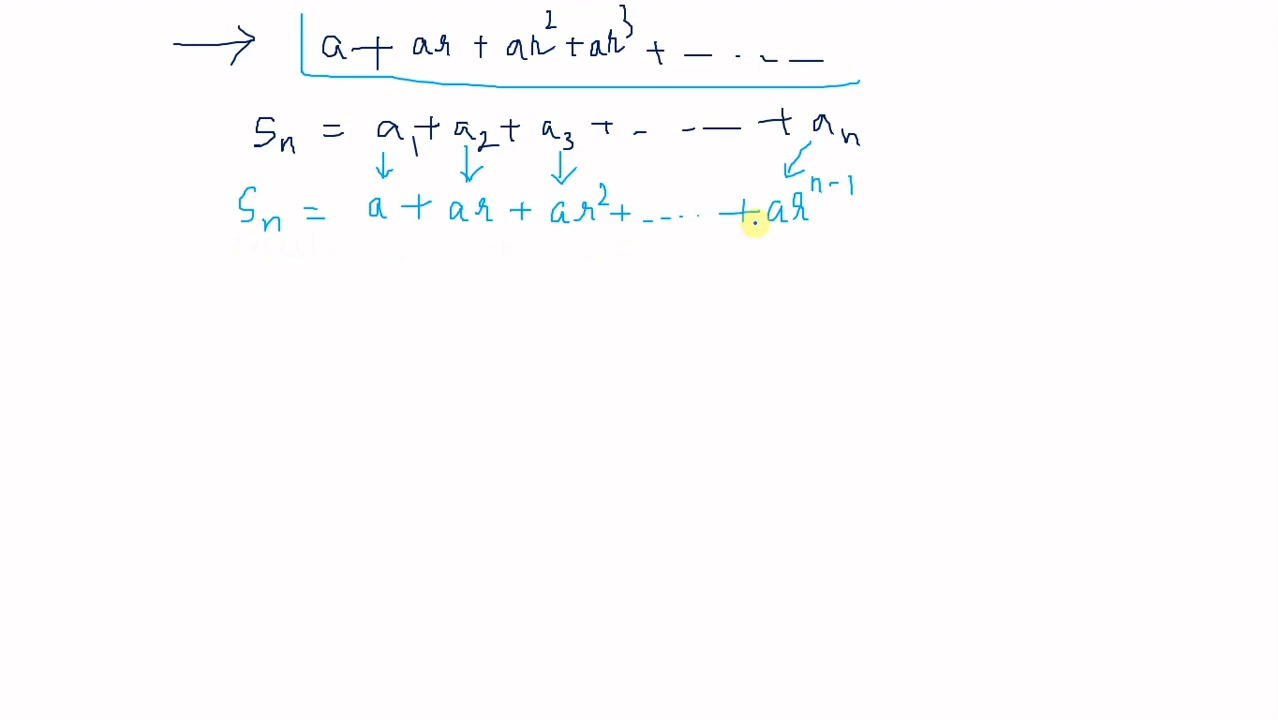 → a + ar + ar² + ar³ + — . . —
Sₙ = a₁ + a₂ + a₃ + - - — + aₙ
↓ ↓ ↓ ↙
Sₙ = a + ar + ar² + -- ·· + . arⁿ⁻¹